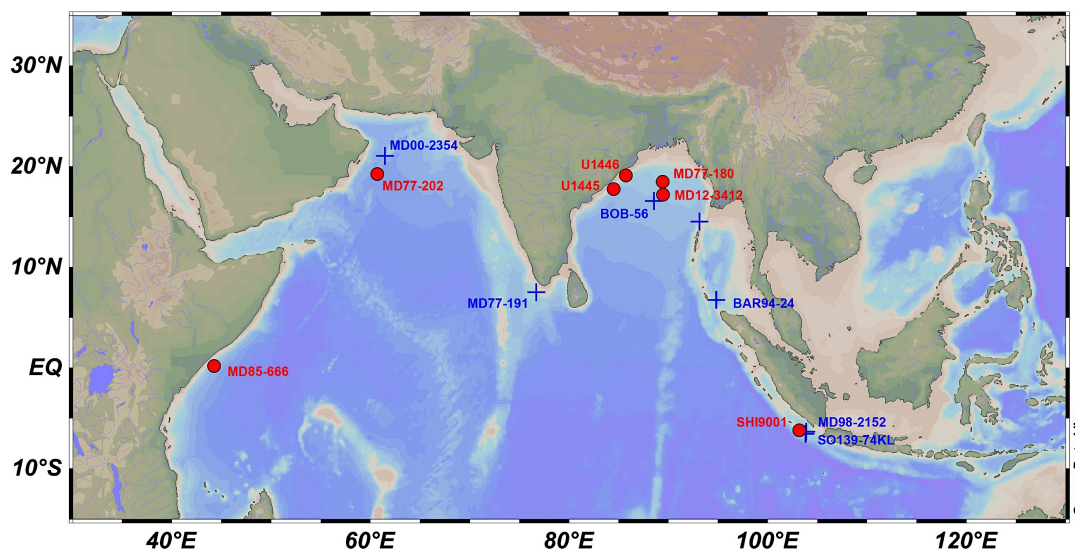 30°N
MD00-2354
U1446
20°N
MD77-180
MD77-202
U1445
MD12-3412
BOB-56
10°N
MD77-191
BAR94-24
EQ
MD85-666
SHI9001
MD98-2152
SO139-74KL
10°S
40°E
60°E
80°E
100°E
120°E